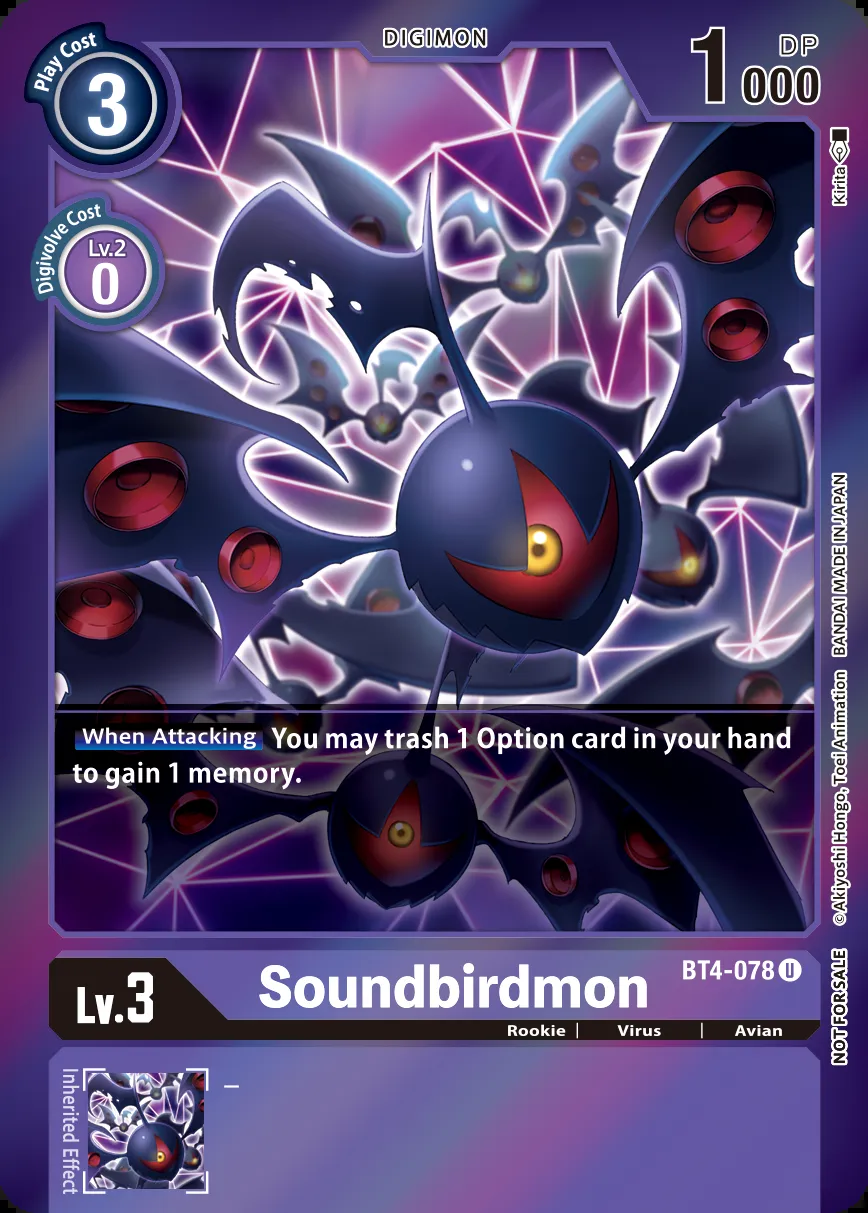 DIGIMON
Play Cost
3
1000
DP
Digivolve Cost
Lv.2
0
Kirita
When Attacking You may trash 1 Option card in your hand
to gain 1 memory.
©Akiyoshi Hongo, Toei Animation BANDAI MADE IN JAPAN
NOT FOR SALE
Lv.3
Soundbirdmon
BT4-078 U
Rookie | Virus | Avian
Inherited Effect
–